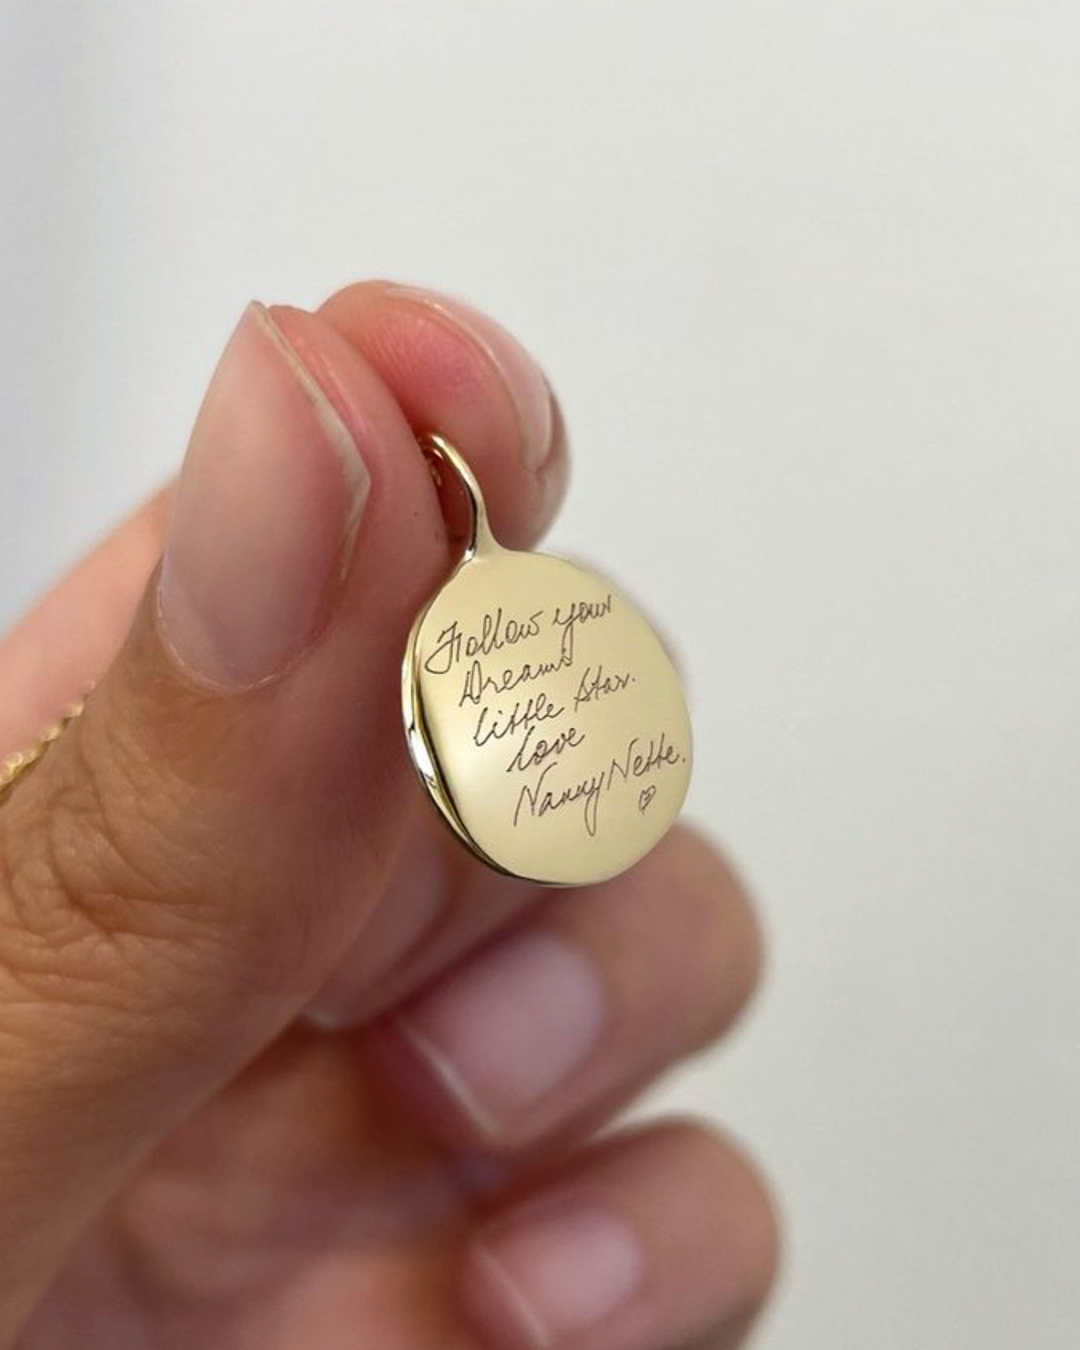 Follow your
Dreams
little star.
Love
Nanny Nette.